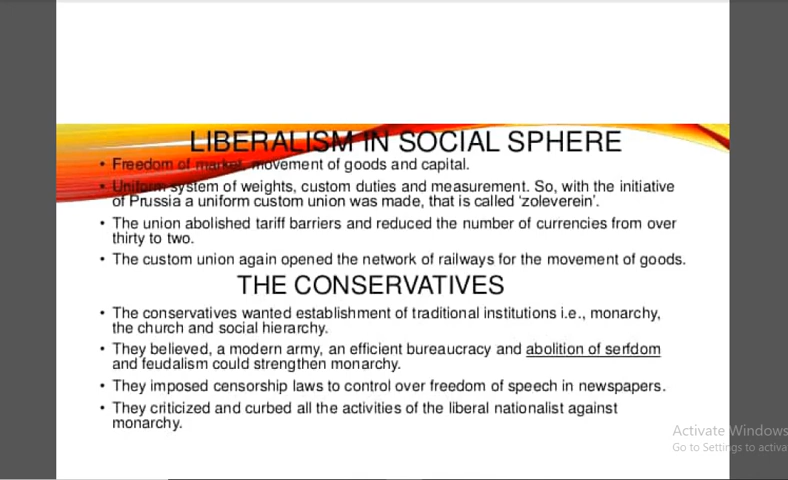 LIBERALISM IN SOCIAL SPHERE
• Freedom of market, movement of goods and capital.
• Uniform system of weights, custom duties and measurement. So, with the initiative
of Prussia a uniform custom union was made, that is called ‘zoleverein’.
• The union abolished tariff barriers and reduced the number of currencies from over
thirty to two.
• The custom union again opened the network of railways for the movement of goods.
THE CONSERVATIVES
• The conservatives wanted establishment of traditional institutions i.e., monarchy,
the church and social hierarchy.
• They believed, a modern army, an efficient bureaucracy and abolition of serfdom
and feudalism could strengthen monarchy.
• They imposed censorship laws to control over freedom of speech in newspapers.
• They criticized and curbed all the activities of the liberal nationalist against
monarchy.
Activate Windows
Go to Settings to activa